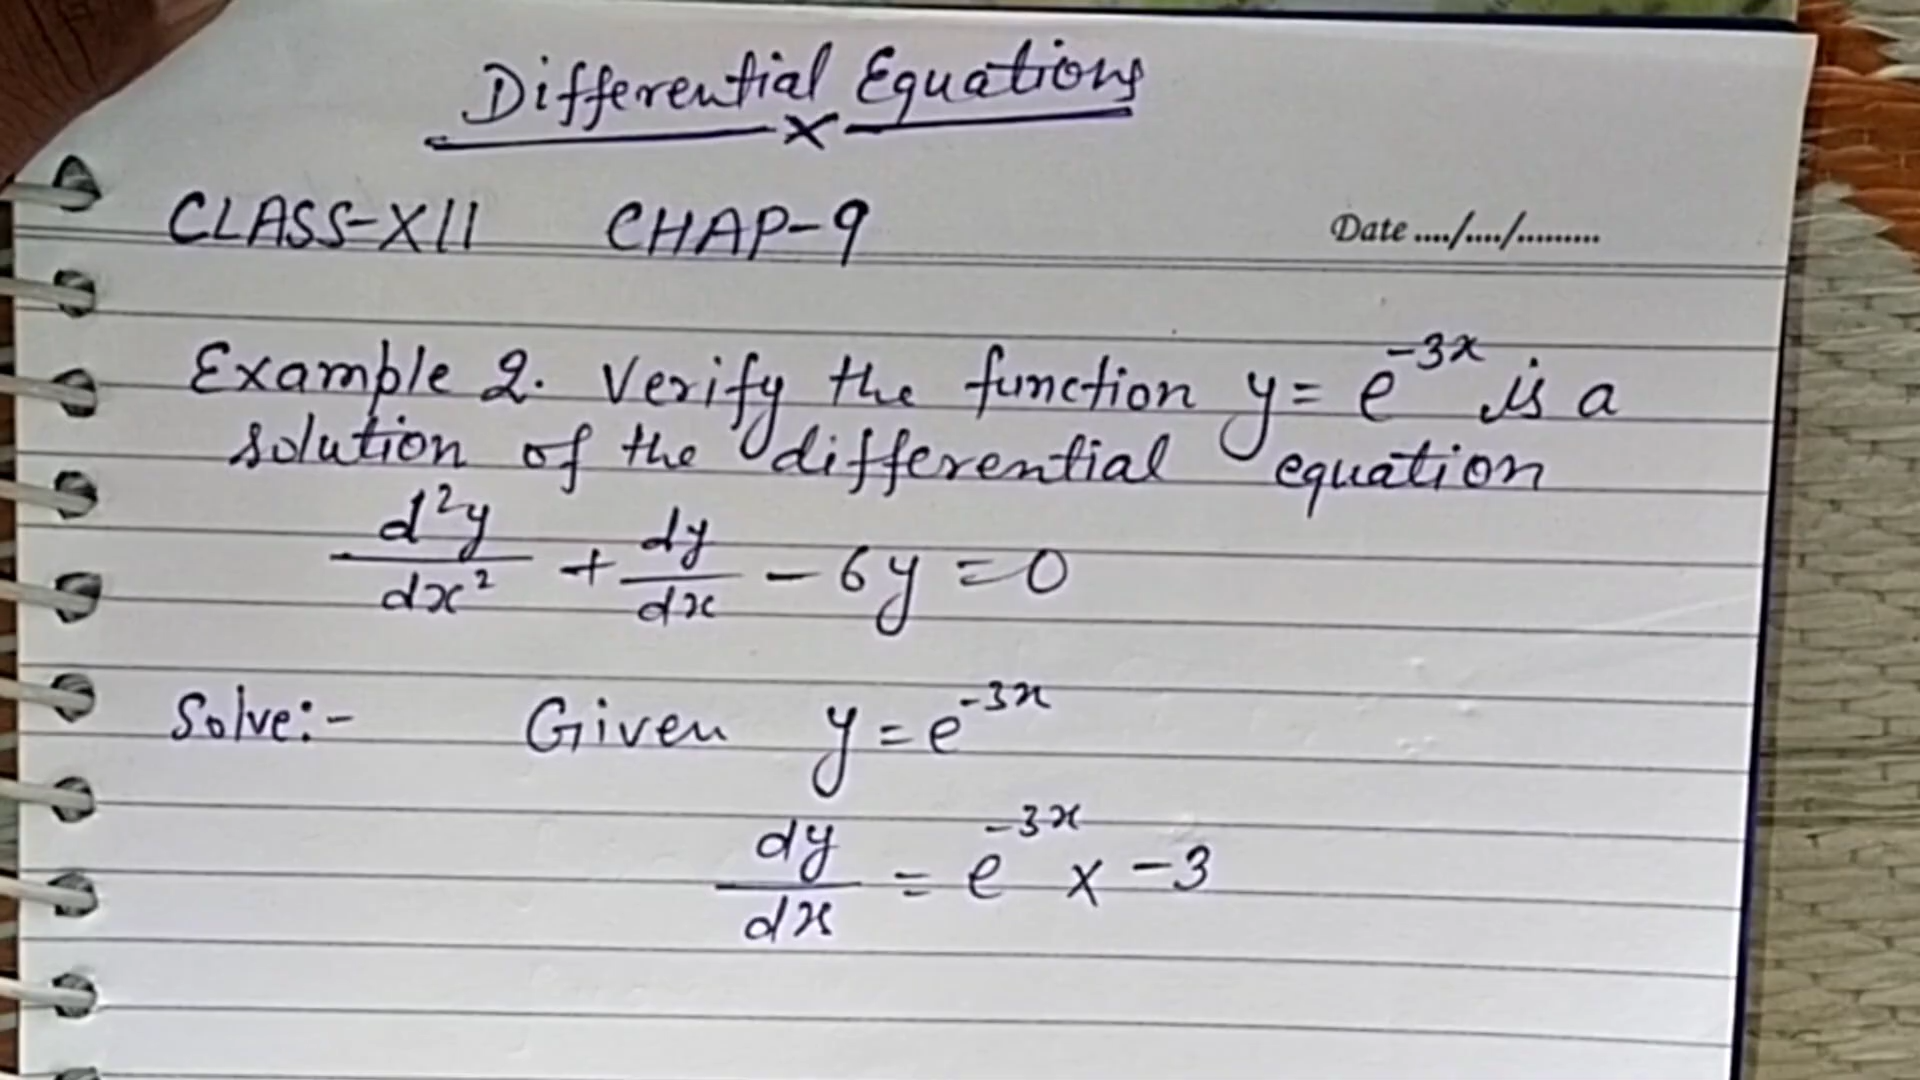 Differential Equations
x
CLASS-XII CHAP-9
Date ..../..../.........
Example 2. Verify the function y = e^-3x is a
solution of the differential equation
d²y/dx² + dy/dx - 6y = 0
Solve:- Given y = e^-3x
dy/dx = e^-3x x -3